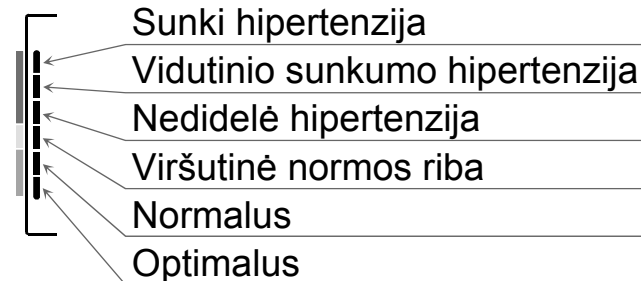 Sunki hipertenzija
Vidutinio sunkumo hipertenzija
Nedidelė hipertenzija
Viršutinė normos riba
Normalus
Optimalus